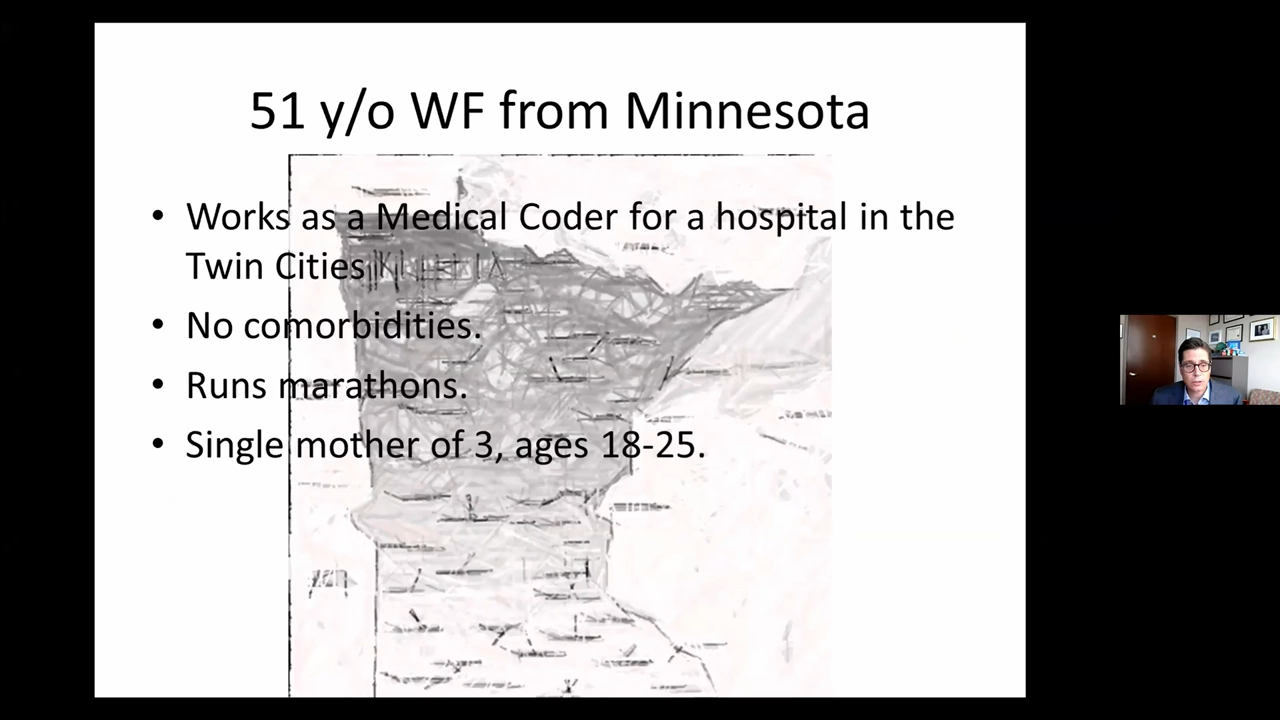 51 y/o WF from Minnesota
• Works as a Medical Coder for a hospital in the
Twin Cities
• No comorbidities.
• Runs marathons.
• Single mother of 3, ages 18-25.